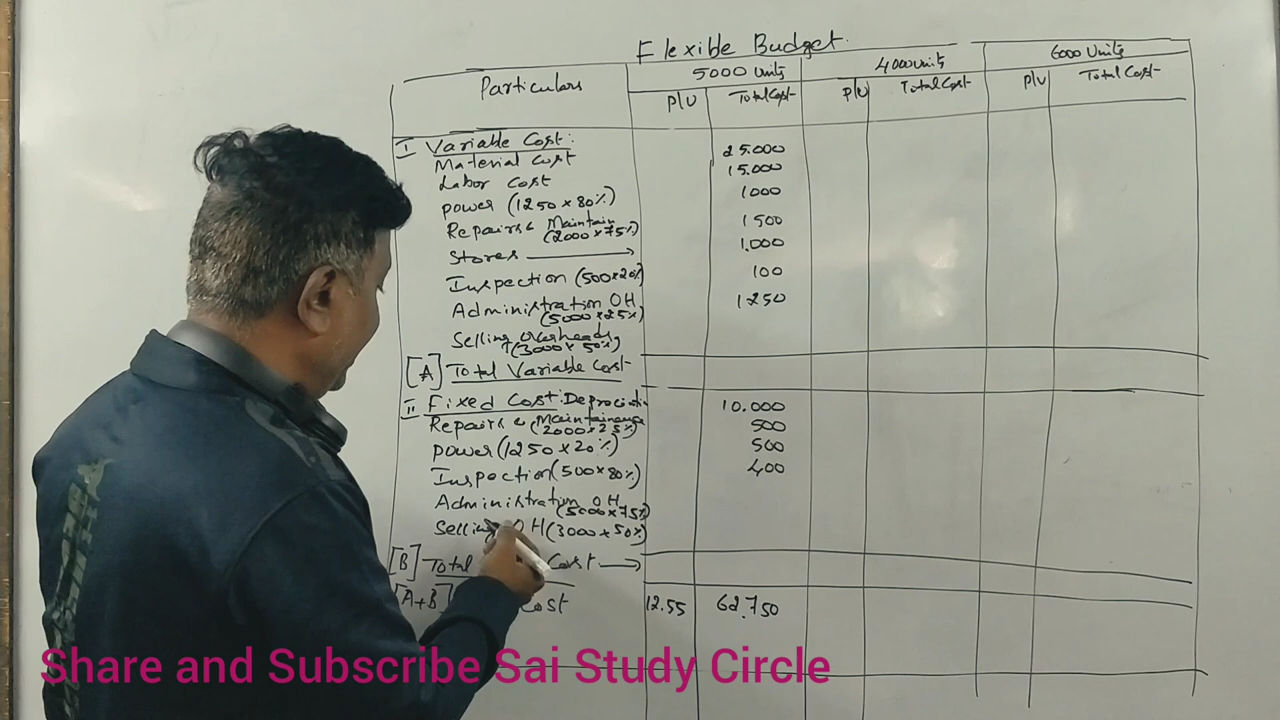 Flexible Budget.
Particulars 5000 Units 4000 Units 6000 Units
P/U Total Cost P/U Total Cost P/U Total Cost
I Variable Cost:
Material Cost 25.000
Labor Cost 15.000
power (1250 x 80%) 1000
Repairs & Maintain (2000 x 75%) 1500
Stores 1.000
Inspection (500 x 20%) 100
Administration OH (5000 x 25%) 1250
Selling Overheads (3000 x 50%)
[A] Total Variable Cost
II Fixed Cost: Depreciatin 10.000
Repairs & Maintainance (2000 x 25%) 500
power (1250 x 20%) 500
Inspection (500 x 80%) 400
Administration OH (5000 x 75%)
Selling OH (3000 x 50%)
[B] Total Cost
[A+B] Cost 12.55 62.750
Share and Subscribe Sai Study Circle